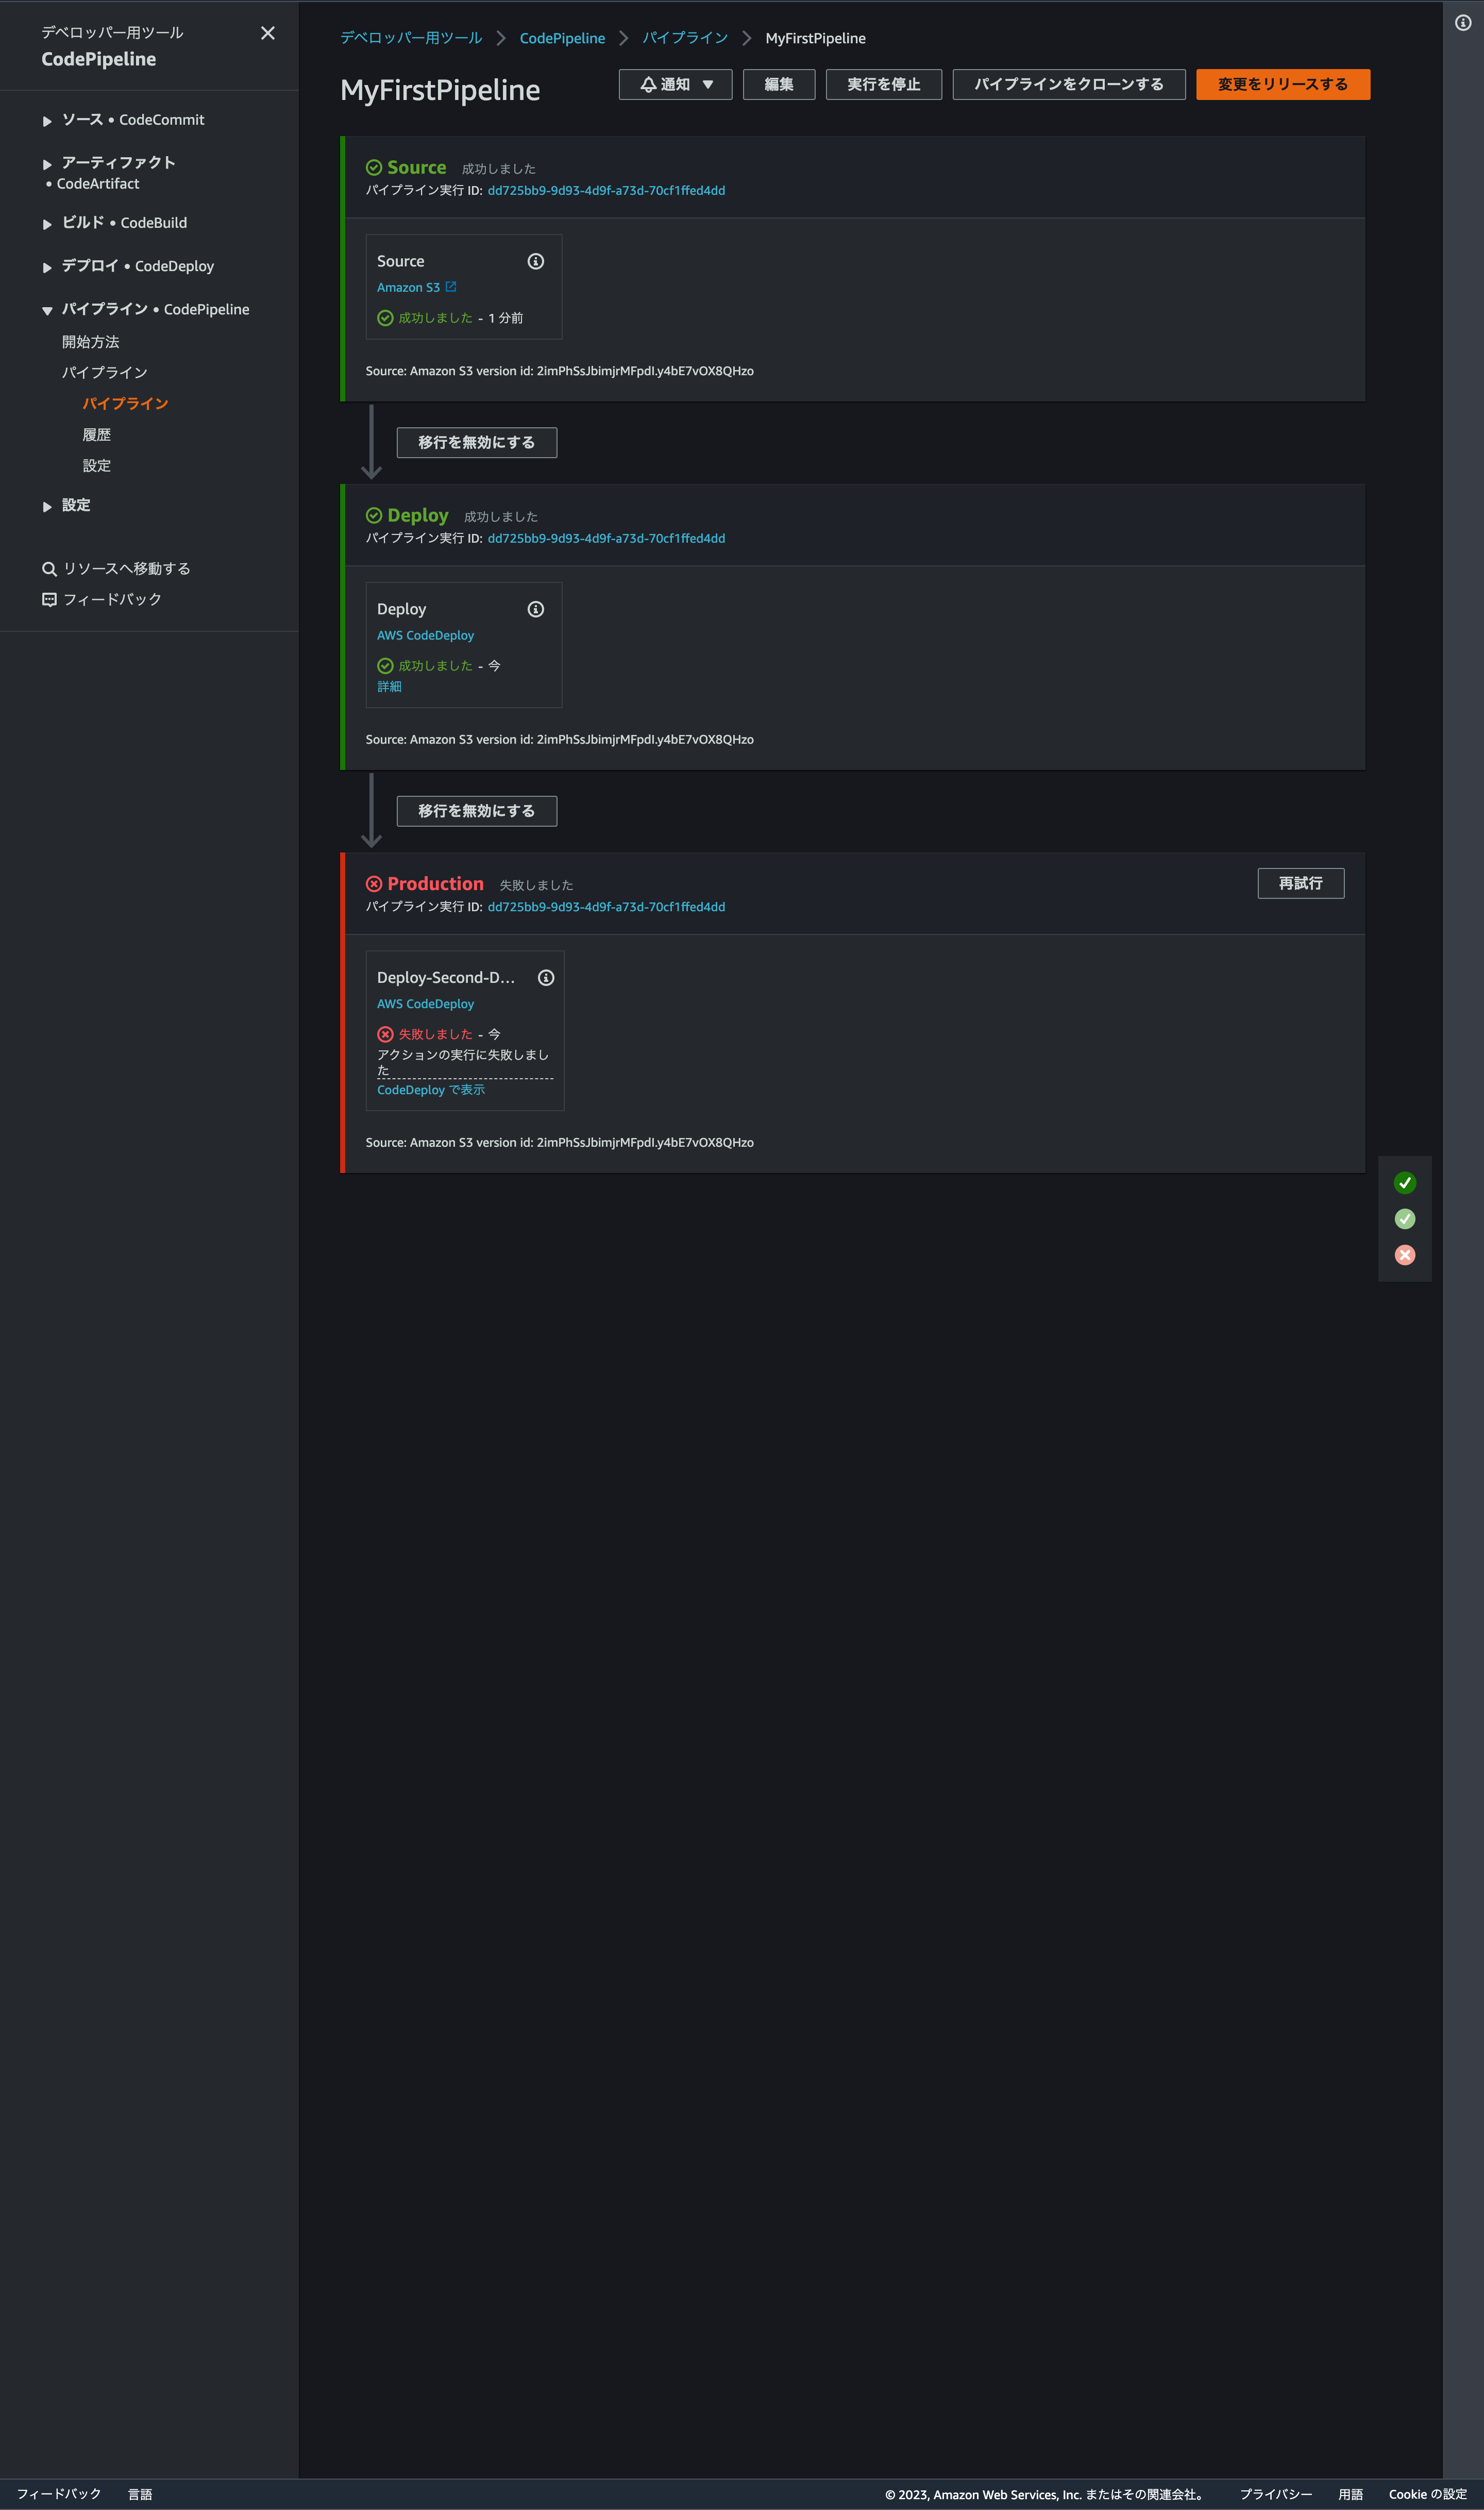 デベロッパー用ツール
CodePipeline
ソース • CodeCommit
アーティファクト
• CodeArtifact
ビルド • CodeBuild
デプロイ • CodeDeploy
パイプライン • CodePipeline
開始方法
パイプライン
パイプライン
履歴
設定
設定
リソースへ移動する
フィードバック
デベロッパー用ツール CodePipeline パイプライン MyFirstPipeline
MyFirstPipeline
通知 編集 実行を停止 パイプラインをクローンする 変更をリリースする
Source 成功しました
パイプライン実行 ID: dd725bb9-9d93-4d9f-a73d-70cf1ffed4dd
Source
Amazon S3
成功しました - 1 分前
Source: Amazon S3 version id: 2imPhSsJbimjrMFpdI.y4bE7vOX8QHzo
移行を無効にする
Deploy 成功しました
パイプライン実行 ID: dd725bb9-9d93-4d9f-a73d-70cf1ffed4dd
Deploy
AWS CodeDeploy
成功しました - 今
詳細
Source: Amazon S3 version id: 2imPhSsJbimjrMFpdI.y4bE7vOX8QHzo
移行を無効にする
Production 失敗しました
再試行
パイプライン実行 ID: dd725bb9-9d93-4d9f-a73d-70cf1ffed4dd
Deploy-Second-D...
AWS CodeDeploy
失敗しました - 今
アクションの実行に失敗しまし
た
CodeDeploy で表示
Source: Amazon S3 version id: 2imPhSsJbimjrMFpdI.y4bE7vOX8QHzo
フィードバック 言語 © 2023, Amazon Web Services, Inc. またはその関連会社。 プライバシー 用語 Cookie の設定